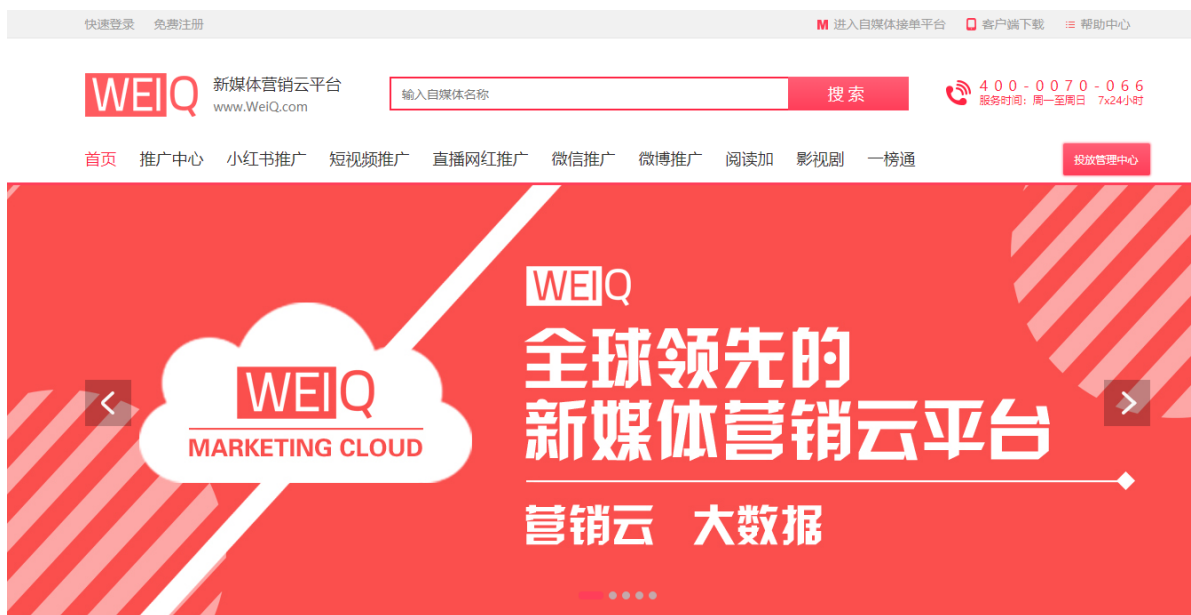 快速登录 免费注册 M 进入自媒体接单平台 客户端下载 帮助中心
WEIQ
新媒体营销云平台
www.WeiQ.com
输入自媒体名称
搜索
400-0070-066
服务时间：周一至周日 7x24小时
首页 推广中心 小红书推广 短视频推广 直播网红推广 微信推广 微博推广 阅读加 影视剧 一榜通 投放管理中心
WEIQ
MARKETING CLOUD
WEIQ
全球领先的
新媒体营销云平台
营销云 大数据